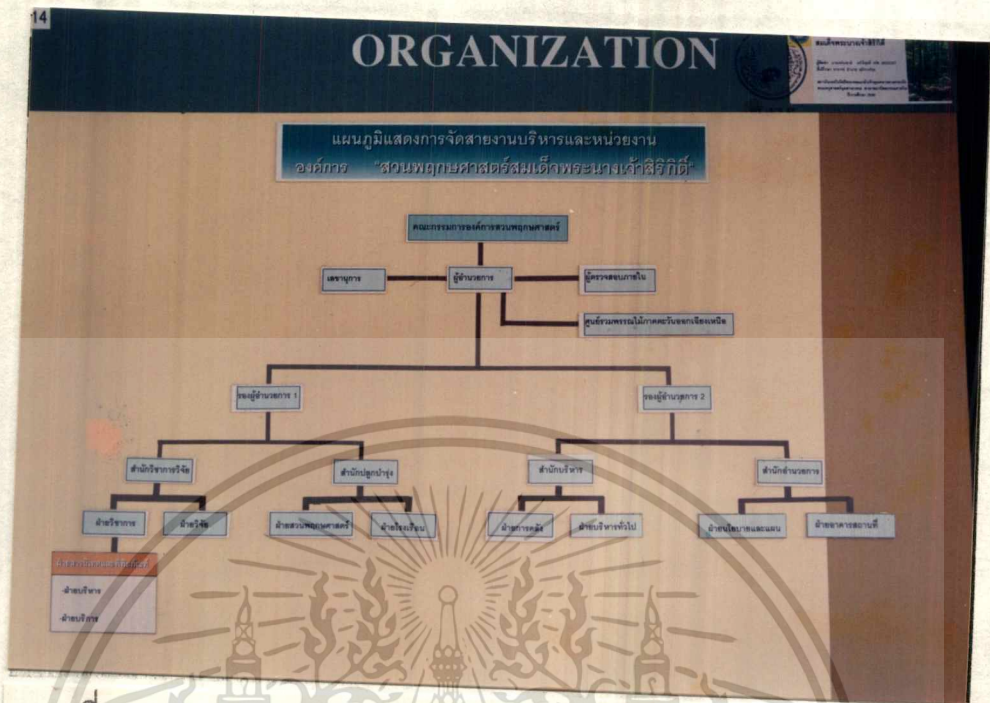 14
ORGANIZATION
สมเด็จพระนางเจ้าสิริกิติ์
แผนภูมิแสดงการจัดสายงานบริหารและหน่วยงาน
องค์การ "สวนพฤกษศาสตร์สมเด็จพระนางเจ้าสิริกิติ์"
คณะกรรมการองค์การสวนพฤกษศาสตร์
เลขานุการ
ผู้อำนวยการ
ผู้ตรวจสอบภายใน
ศูนย์รวมพรรณไม้ภาคตะวันออกเฉียงเหนือ
รองผู้อำนวยการ 1
รองผู้อำนวยการ 2
สำนักวิชาการวิจัย
สำนักปลูกบำรุง
สำนักบริหาร
สำนักอำนวยการ
ฝ่ายวิชาการ
ฝ่ายวิจัย
ฝ่ายสวนพฤกษศาสตร์
ฝ่ายโรงเรือน
ฝ่ายการคลัง
ฝ่ายบริหารทั่วไป
ฝ่ายนโยบายและแผน
ฝ่ายอาคารสถานที่
-ฝ่ายบริหาร
-ฝ่ายบริการ